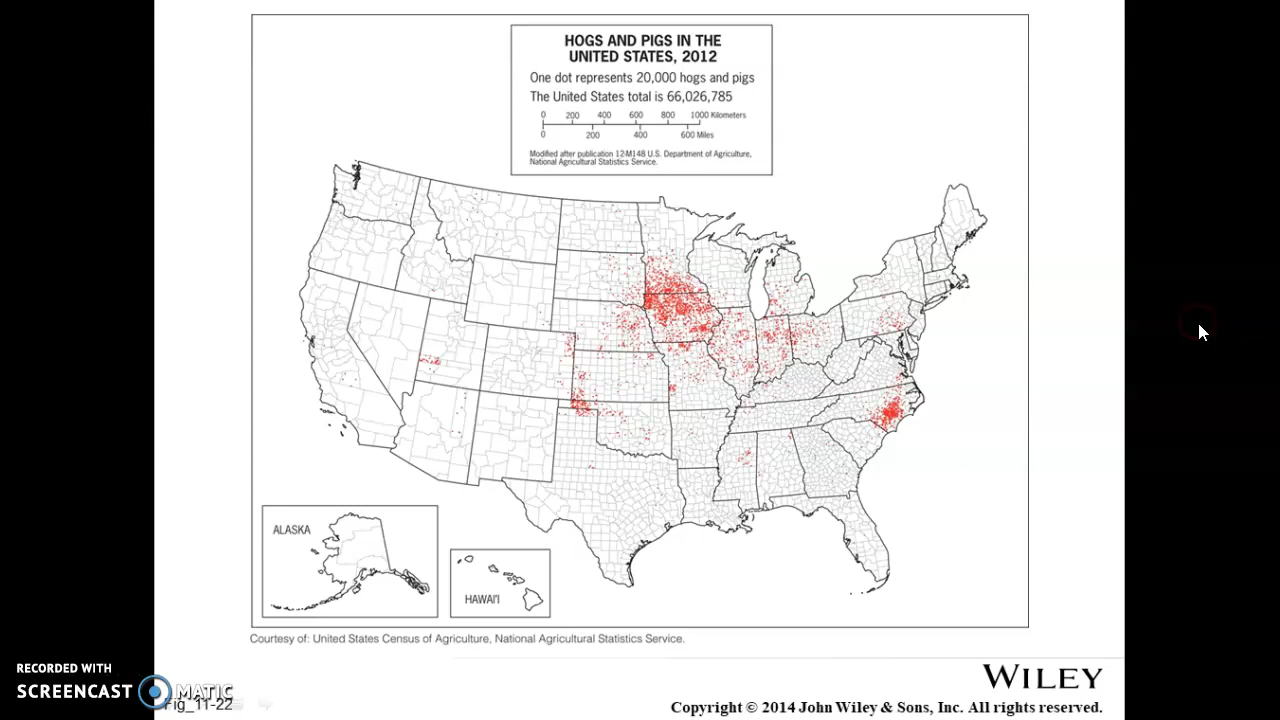 HOGS AND PIGS IN THE
UNITED STATES, 2012
One dot represents 20,000 hogs and pigs
The United States total is 66,026,785
0 200 400 600 800 1000 Kilometers
0 200 400 600 Miles
Modified after publication 12-M148 U.S. Department of Agriculture,
National Agricultural Statistics Service.
ALASKA
HAWAI'I
Courtesy of: United States Census of Agriculture, National Agricultural Statistics Service.
RECORDED WITH
SCREENCAST MATIC
Fig_11-22
WILEY
Copyright © 2014 John Wiley & Sons, Inc. All rights reserved.